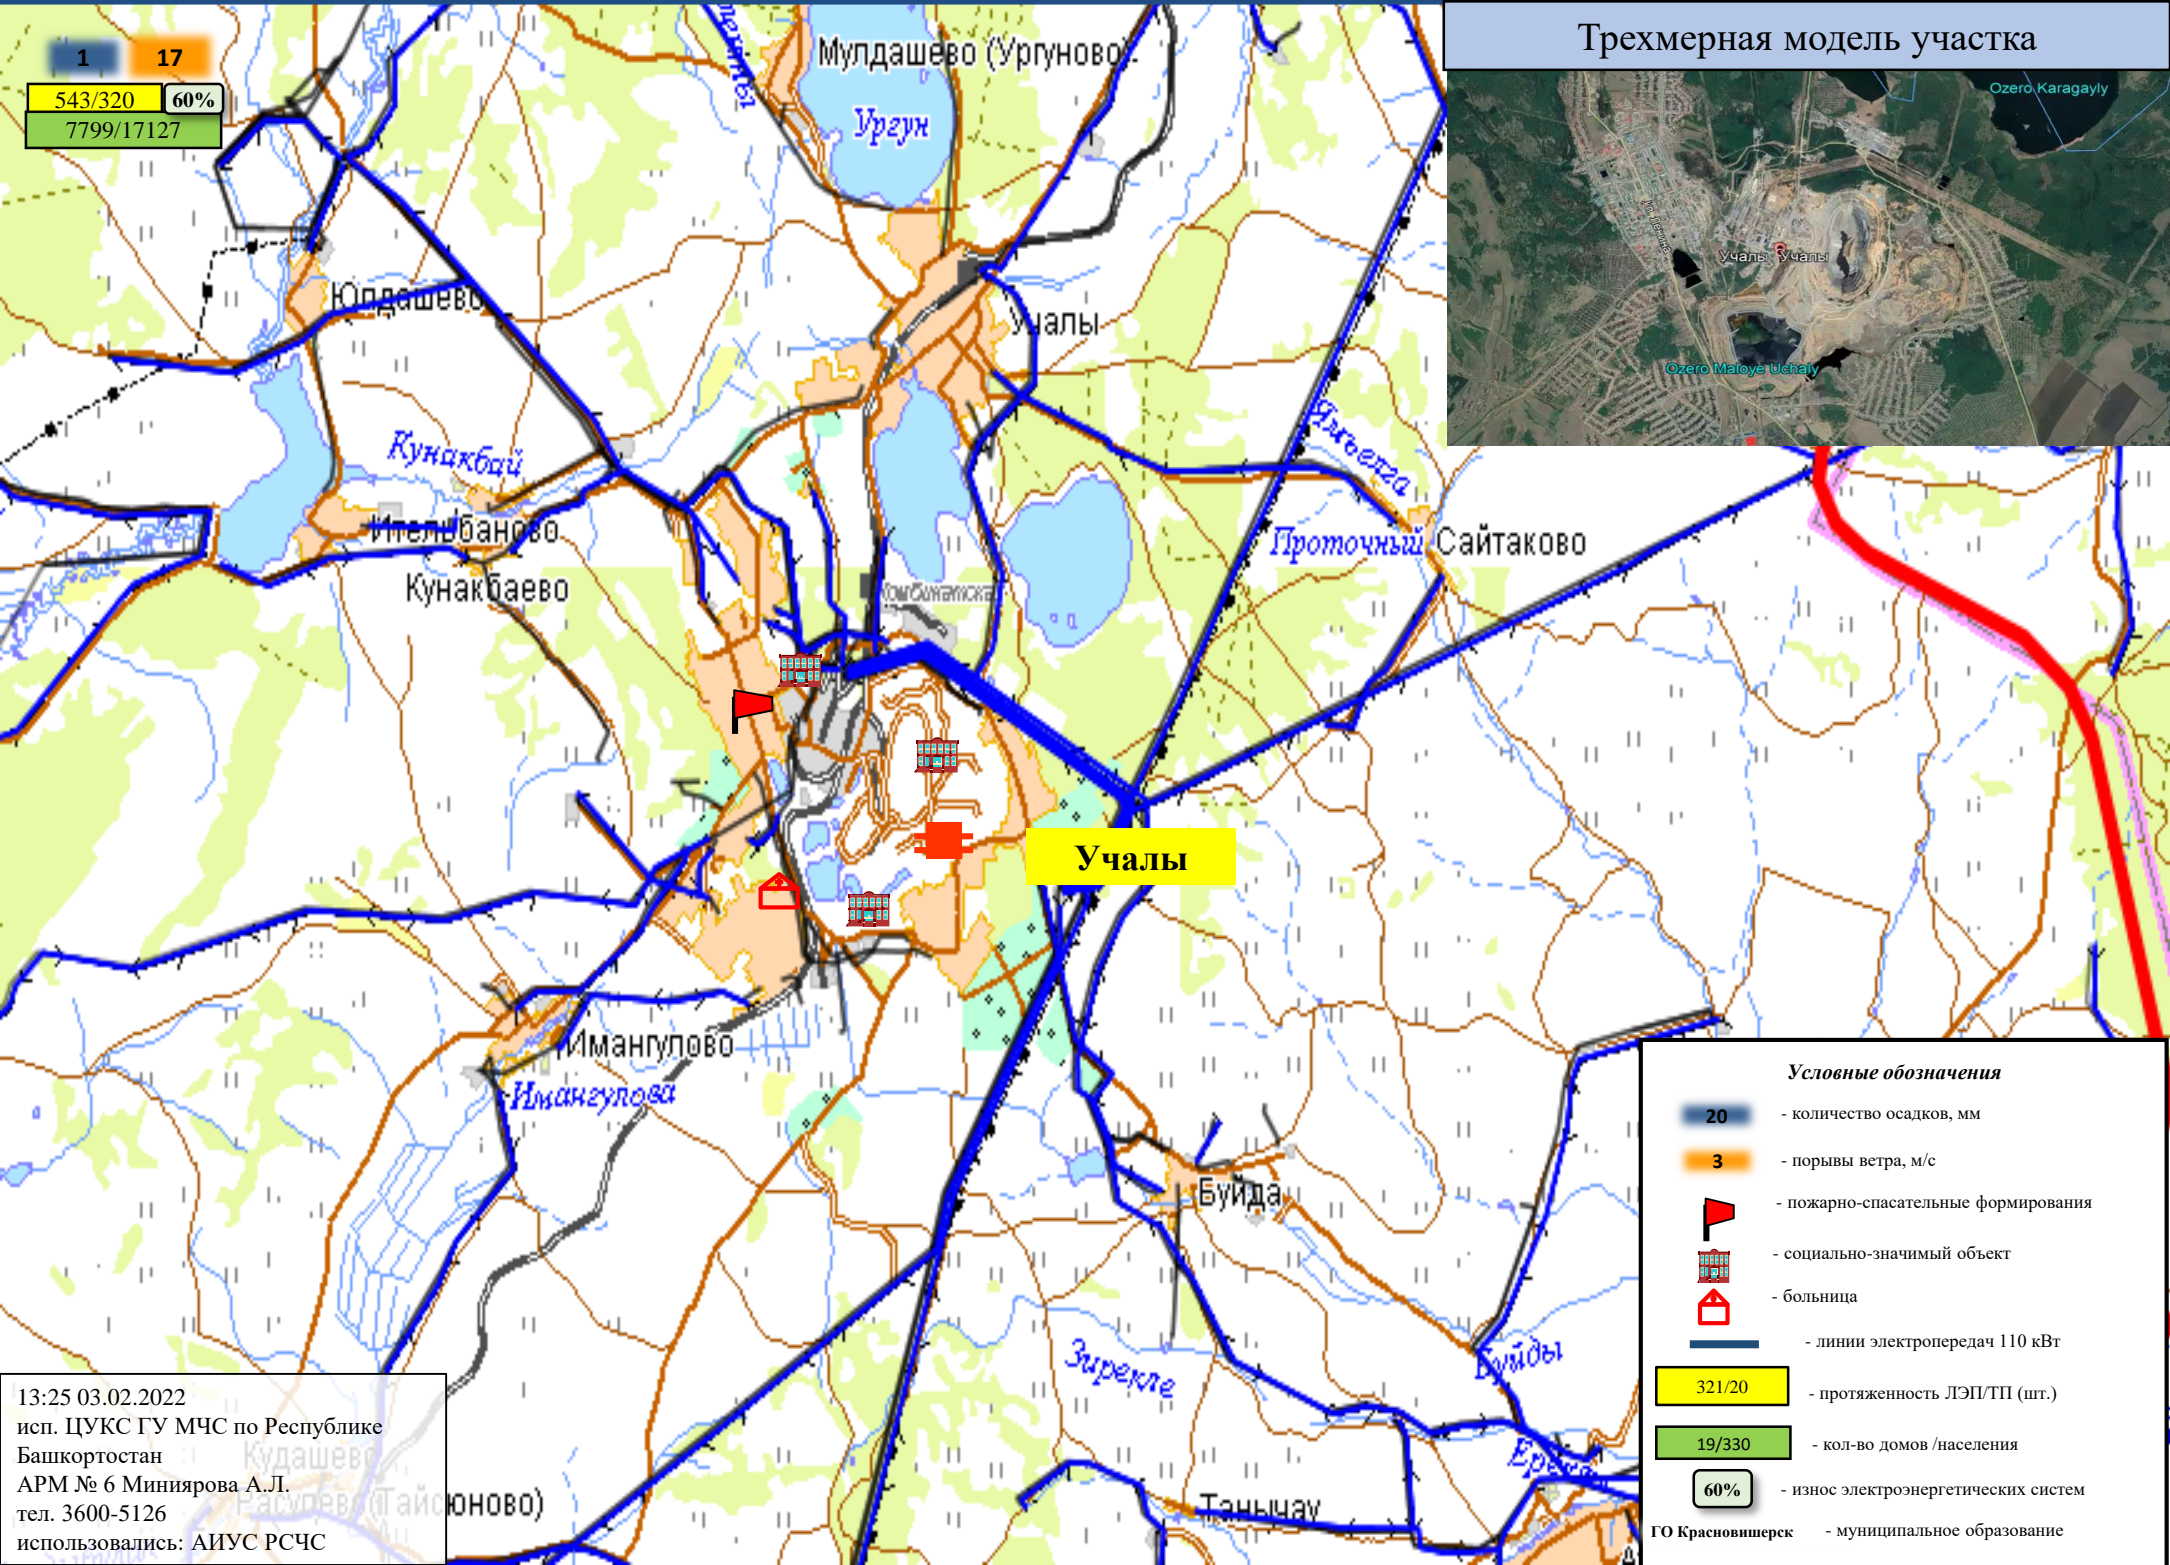 1 17
543/320 60%
7799/17127
Трехмерная модель участка
Ozero Karagayly
Учалы Учалы
Ozero Maloye Uchaly
Мулдашево (Ургуново)
Ургун
Юлдашево
Учалы
Кунакбай
Ительбаново
Кунакбаево
Ямъелга
Проточный Сайтаково
Учалы
Имангулово
Имангулова
Буйда
Зирекле
Буйды
Танычау
Кудашево
13:25 03.02.2022
исп. ЦУКС ГУ МЧС по Республике
Башкортостан
АРМ № 6 Миниярова А.Л.
тел. 3600-5126
использовались: АИУС РСЧС
Условные обозначения
20 - количество осадков, мм
3 - порывы ветра, м/с
- пожарно-спасательные формирования
- социально-значимый объект
- больница
- линии электропередач 110 кВт
321/20 - протяженность ЛЭП/ТП (шт.)
19/330 - кол-во домов /населения
60% - износ электроэнергетических систем
ГО Красновишерск - муниципальное образование